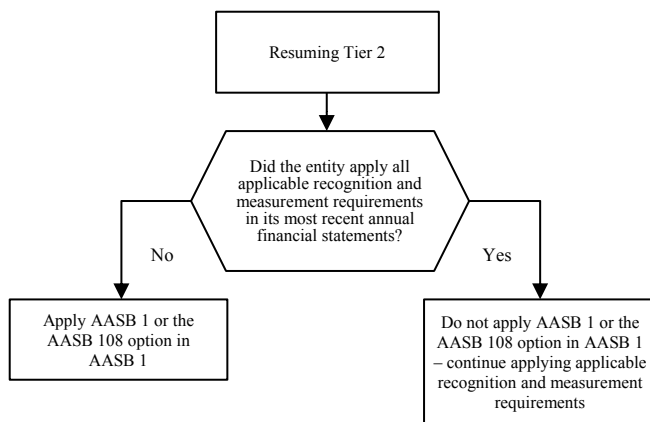 Resuming Tier 2
Did the entity apply all
applicable recognition and
measurement requirements
in its most recent annual
financial statements?
No
Yes
Apply AASB 1 or the
AASB 108 option in
AASB 1
Do not apply AASB 1 or the
AASB 108 option in AASB 1
– continue applying applicable
recognition and measurement
requirements